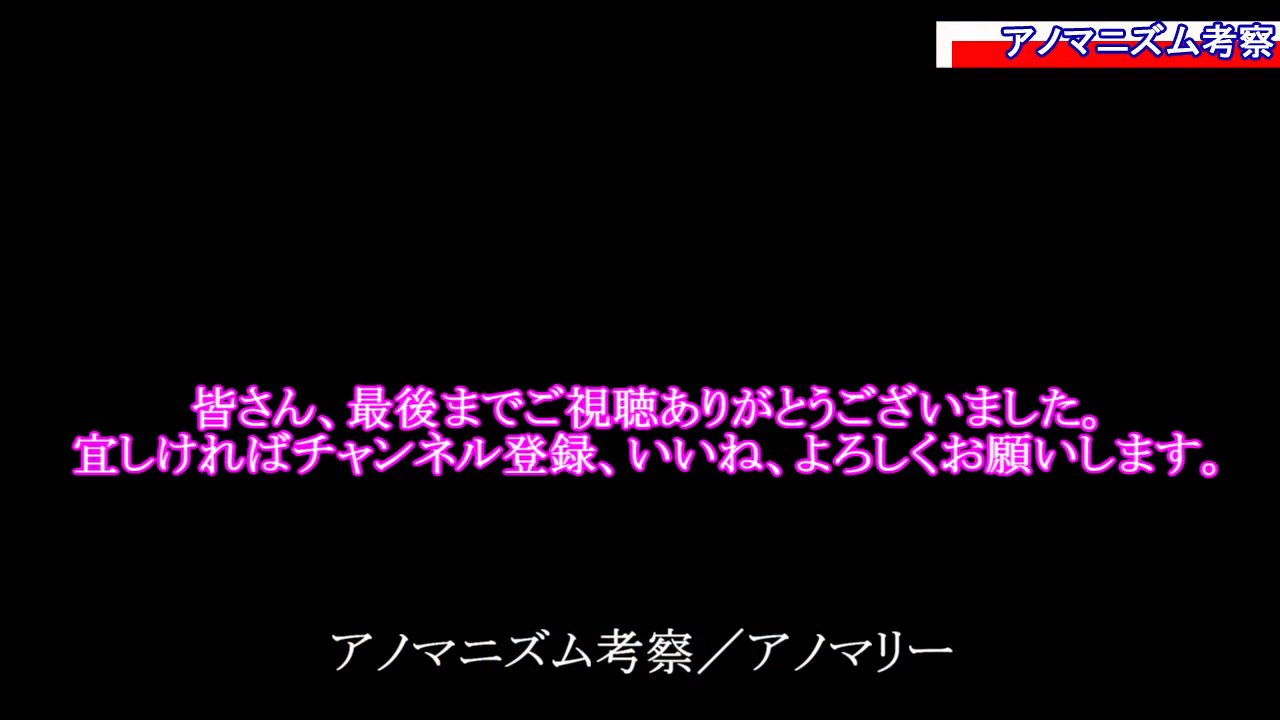 アノマニズム考察
皆さん、最後までご視聴ありがとうございました。
宜しければチャンネル登録、いいね、よろしくお願いします。
アノマニズム考察／アノマリー